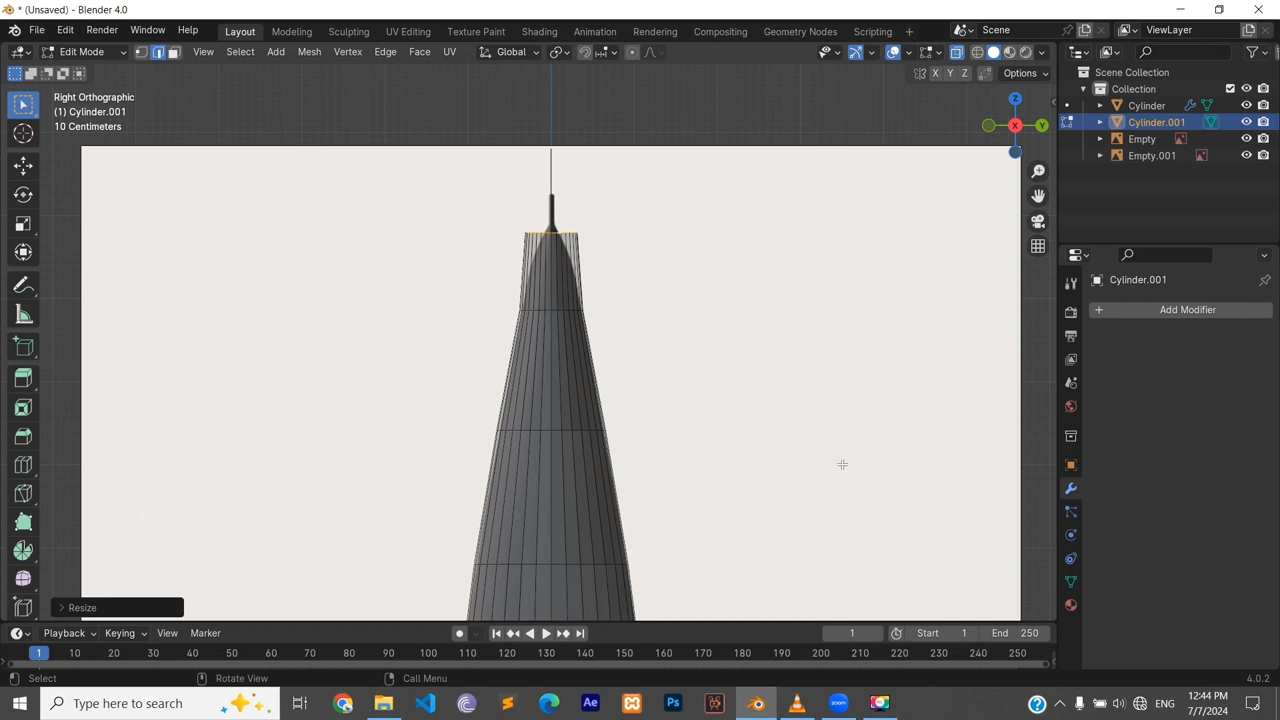 * (Unsaved) - Blender 4.0
File Edit Render Window Help
Layout Modeling Sculpting UV Editing Texture Paint Shading Animation Rendering Compositing Geometry Nodes Scripting +
Scene
ViewLayer
Edit Mode View Select Add Mesh Vertex Edge Face UV
Global
X Y Z Options
Right Orthographic
(1) Cylinder.001
10 Centimeters
Z
X
Y
Scene Collection
Collection
Cylinder
Cylinder.001
Empty
Empty.001
Cylinder.001
+ Add Modifier
> Resize
Playback Keying View Marker
1 Start 1 End 250
1 10 20 30 40 50 60 70 80 90 100 110 120 130 140 150 160 170 180 190 200 210 220 230 240 250
Select Rotate View Call Menu 4.0.2
Type here to search
Ae Ps zoom
ENG
12:44 PM
7/7/2024